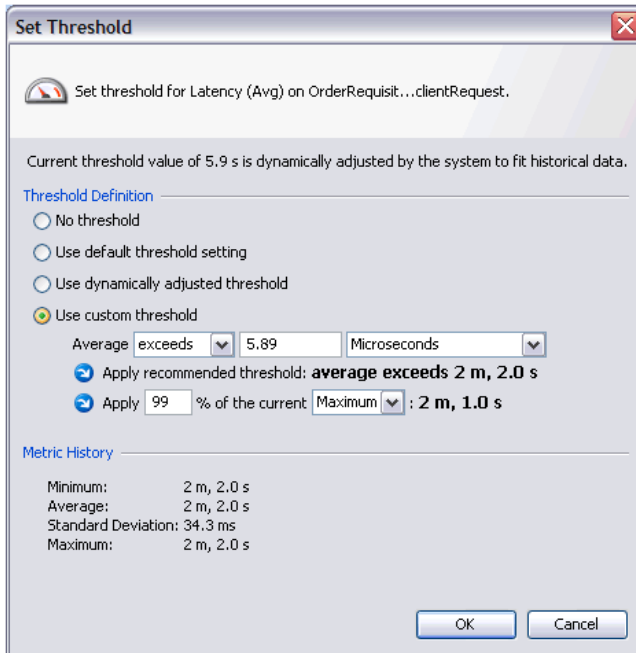 Set Threshold
Set threshold for Latency (Avg) on OrderRequisit...clientRequest.
Current threshold value of 5.9 s is dynamically adjusted by the system to fit historical data.
Threshold Definition
No threshold
Use default threshold setting
Use dynamically adjusted threshold
Use custom threshold
Average exceeds 5.89 Microseconds
Apply recommended threshold: average exceeds 2 m, 2.0 s
Apply 99 % of the current Maximum : 2 m, 1.0 s
Metric History
Minimum: 2 m, 2.0 s
Average: 2 m, 2.0 s
Standard Deviation: 34.3 ms
Maximum: 2 m, 2.0 s
OK Cancel